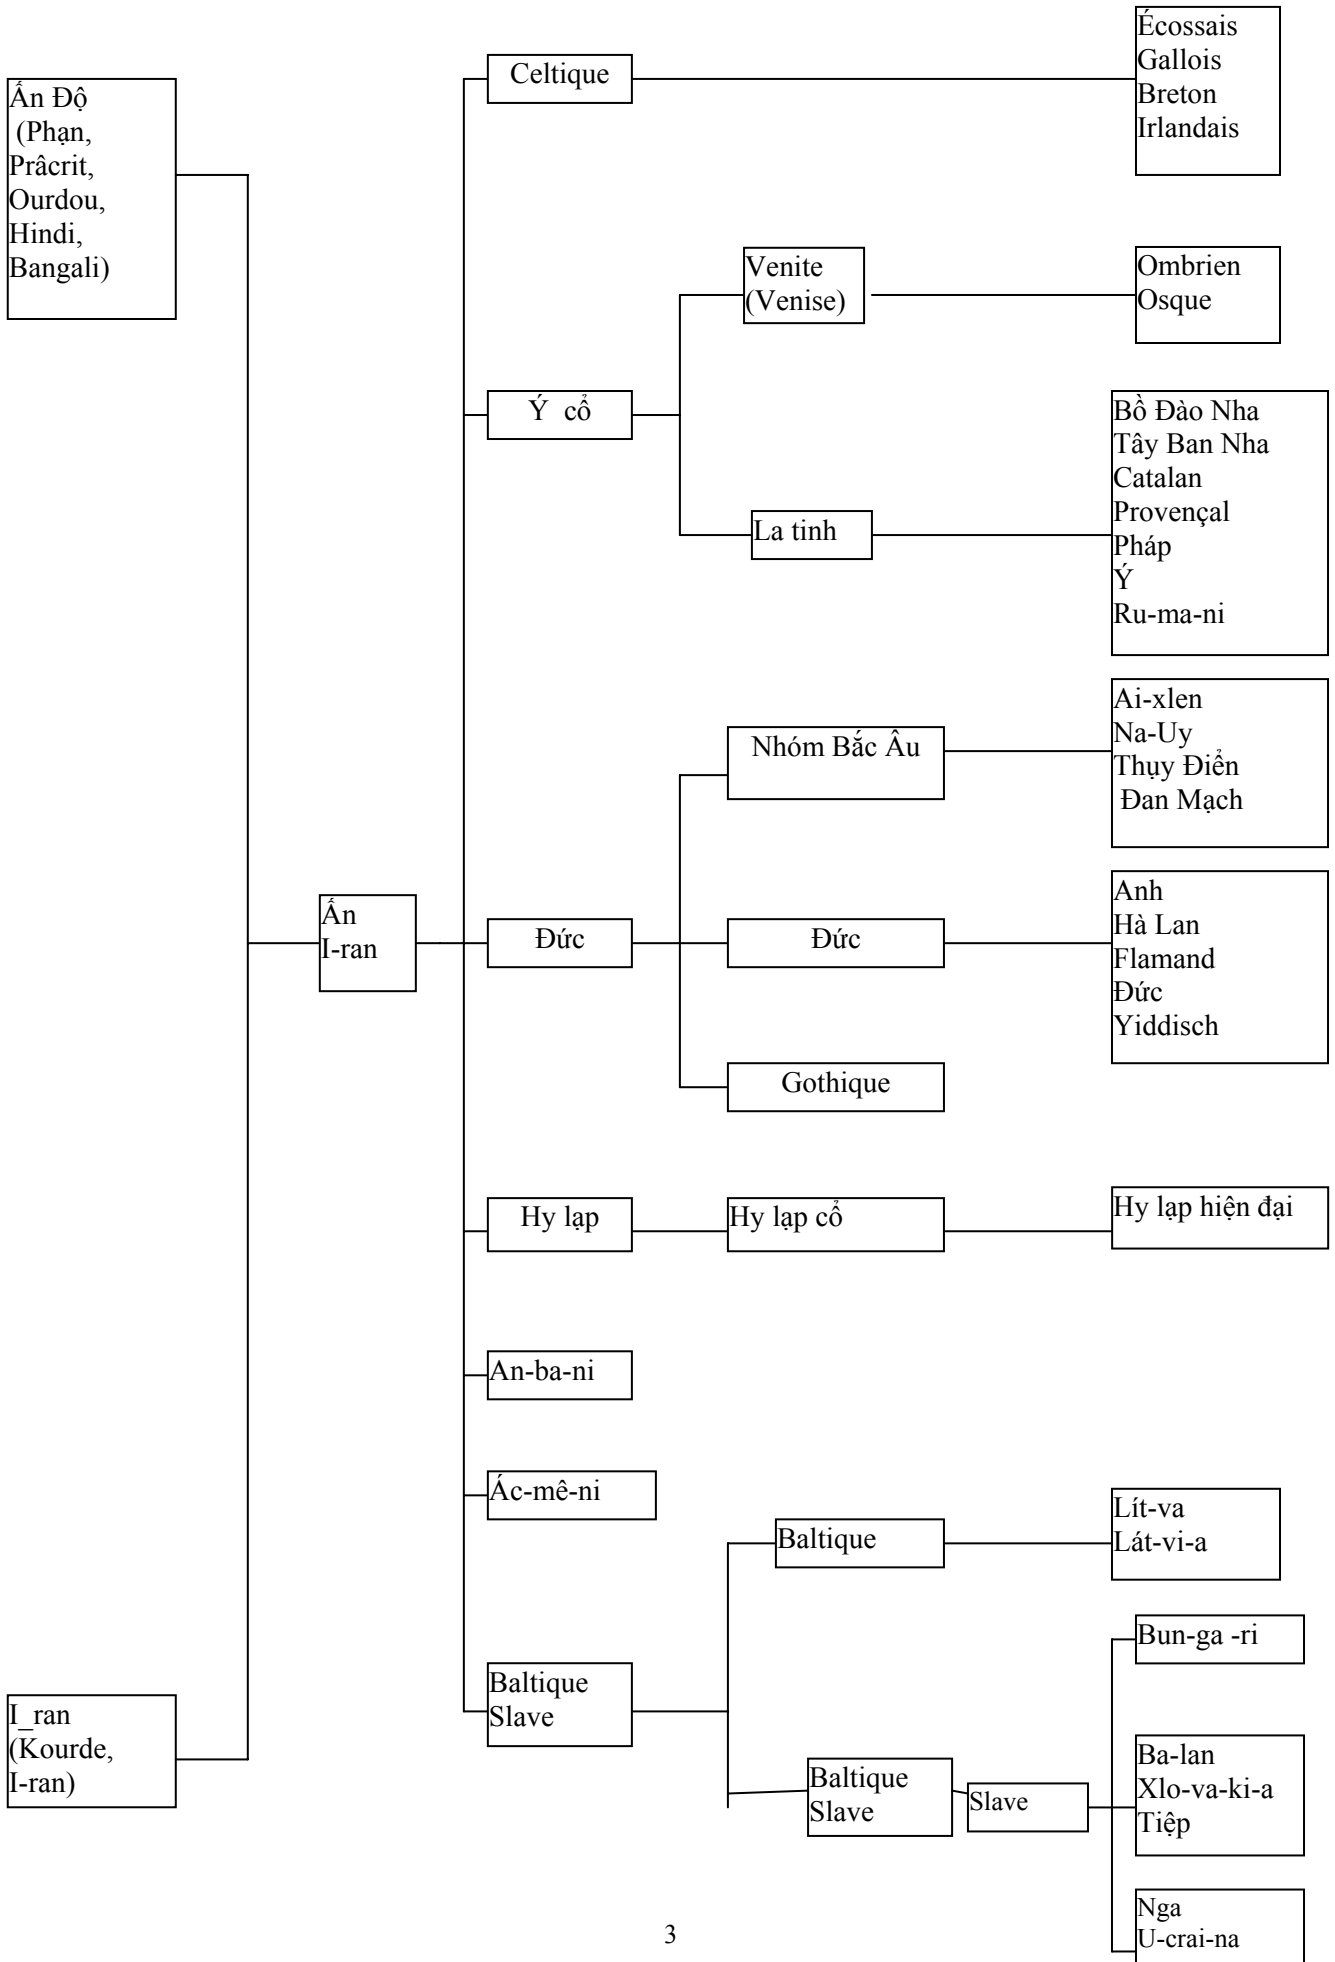 Écossais
Gallois
Breton
Irlandais
Celtique
Ấn Độ
(Phạn,
Prâcrit,
Ourdou,
Hindi,
Bangali)
Venite
(Venise)
Ombrien
Osque
Ý cổ
Bồ Đào Nha
Tây Ban Nha
Catalan
Provençal
Pháp
Ý
Ru-ma-ni
La tinh
Nhóm Bắc Âu
Ai-xlen
Na-Uy
Thụy Điển
Đan Mạch
Ấn
I-ran
Đức
Đức
Anh
Hà Lan
Flamand
Đức
Yiddisch
Gothique
Hy lạp
Hy lạp cổ
Hy lạp hiện đại
An-ba-ni
Ác-mê-ni
Baltique
Lít-va
Lát-vi-a
Baltique
Slave
Bun-ga -ri
I_ran
(Kourde,
I-ran)
Baltique
Slave
Slave
Ba-lan
Xlo-va-ki-a
Tiệp
Nga
U-crai-na
3